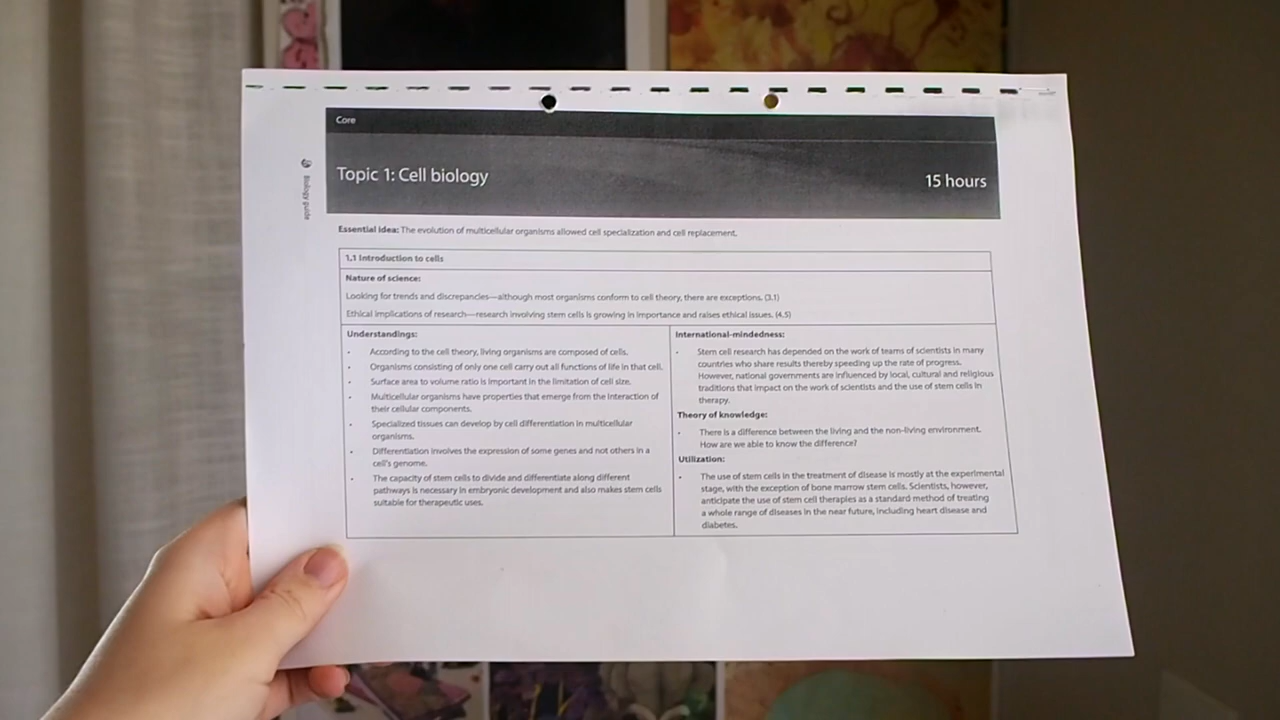 Core
Biology guide
Topic 1: Cell biology
15 hours
Essential idea: The evolution of multicellular organisms allowed cell specialization and cell replacement.
1.1 Introduction to cells
Nature of science:
Looking for trends and discrepancies—although most organisms conform to cell theory, there are exceptions. (3.1)
Ethical implications of research—research involving stem cells is growing in importance and raises ethical issues. (4.5)
Understandings:
• According to the cell theory, living organisms are composed of cells.
• Organisms consisting of only one cell carry out all functions of life in that cell.
• Surface area to volume ratio is important in the limitation of cell size.
• Multicellular organisms have properties that emerge from the interaction of
their cellular components.
• Specialized tissues can develop by cell differentiation in multicellular
organisms.
• Differentiation involves the expression of some genes and not others in a
cell's genome.
• The capacity of stem cells to divide and differentiate along different
pathways is necessary in embryonic development and also makes stem cells
suitable for therapeutic uses.
International-mindedness:
• Stem cell research has depended on the work of teams of scientists in many
countries who share results thereby speeding up the rate of progress.
However, national governments are influenced by local, cultural and religious
traditions that impact on the work of scientists and the use of stem cells in
therapy.
Theory of knowledge:
• There is a difference between the living and the non-living environment.
How are we able to know the difference?
Utilization:
• The use of stem cells in the treatment of disease is mostly at the experimental
stage, with the exception of bone marrow stem cells. Scientists, however,
anticipate the use of stem cell therapies as a standard method of treating
a whole range of diseases in the near future, including heart disease and
diabetes.